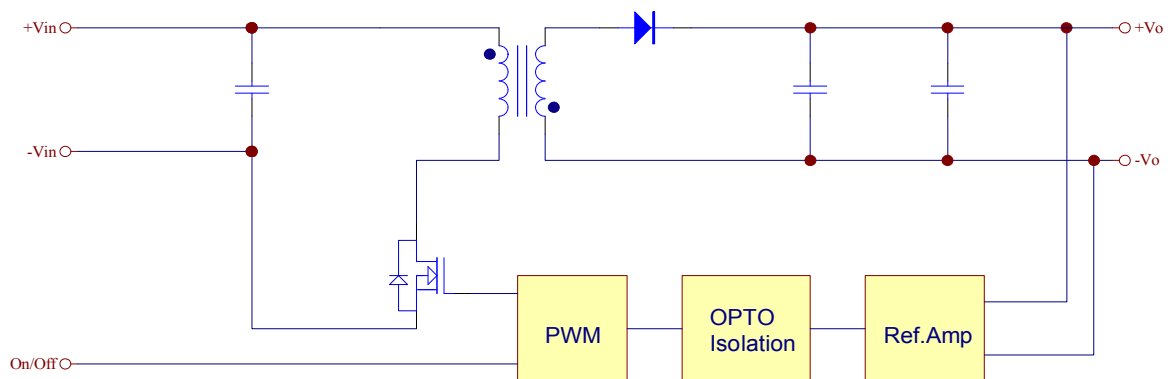 +Vin
+Vo
-Vin
-Vo
PWM
OPTO
Isolation
Ref.Amp
On/Off